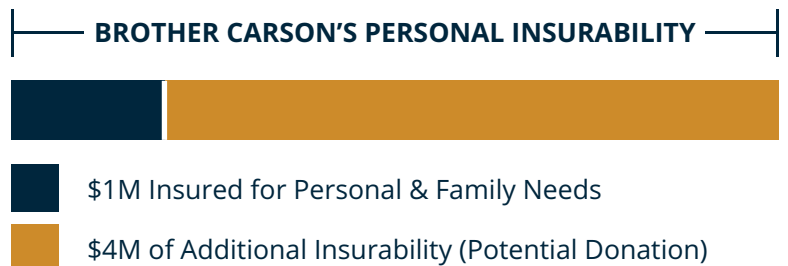 BROTHER CARSON’S PERSONAL INSURABILITY
$1M Insured for Personal & Family Needs
$4M of Additional Insurability (Potential Donation)